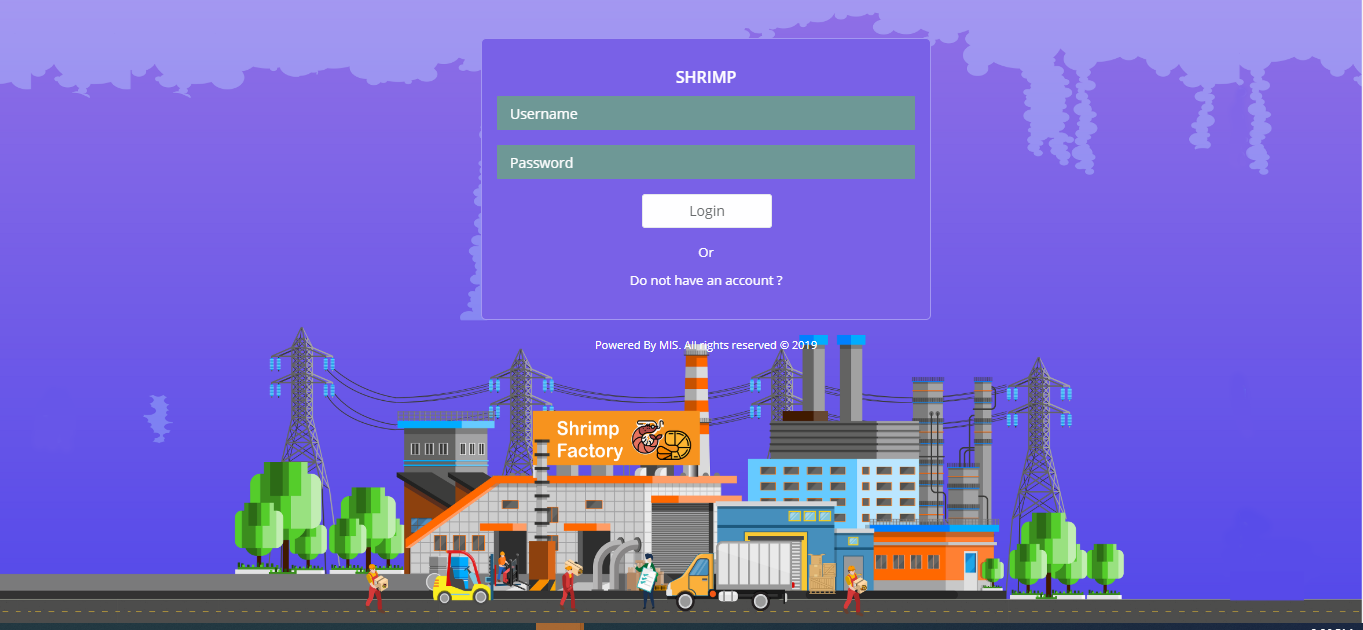 SHRIMP
Username
Password
Login
Or
Do not have an account ?
Powered By MIS. All rights reserved © 2019
Shrimp
Factory